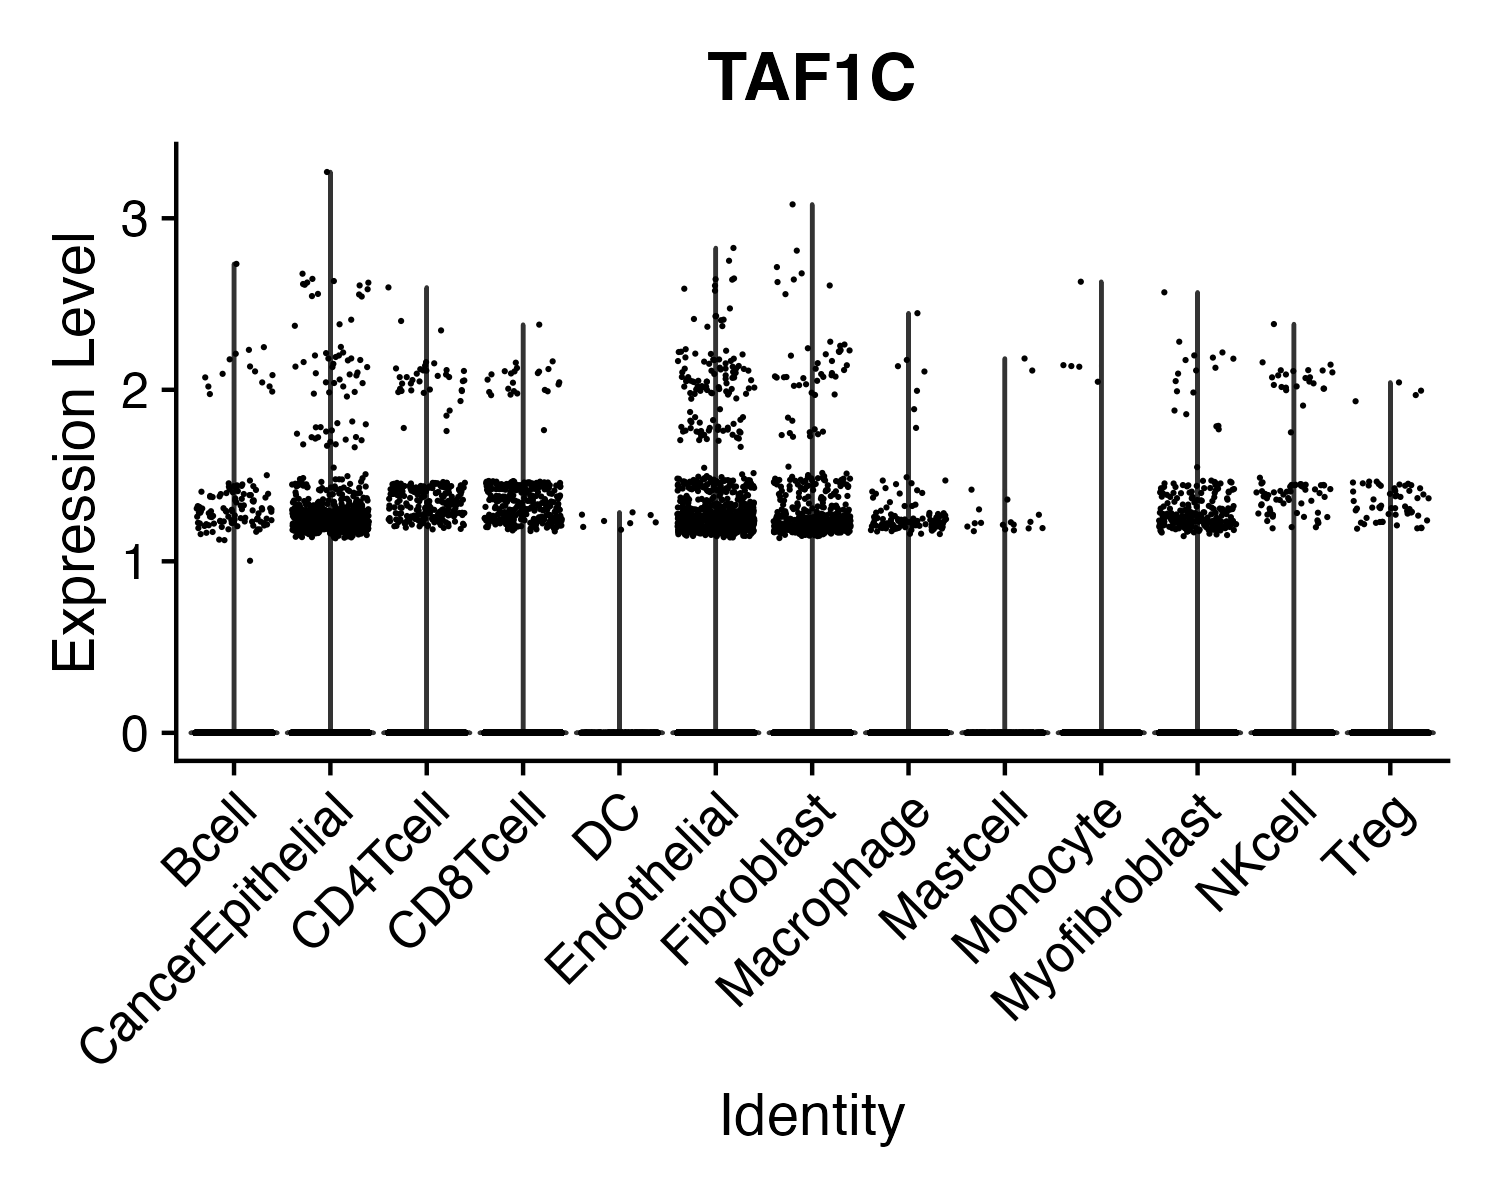 TAF1C
Expression Level
3
2
1
0
Bcell
CancerEpithelial
CD4Tcell
CD8Tcell
DC
Endothelial
Fibroblast
Macrophage
Mastcell
Monocyte
Myofibroblast
NKcell
Treg
Identity